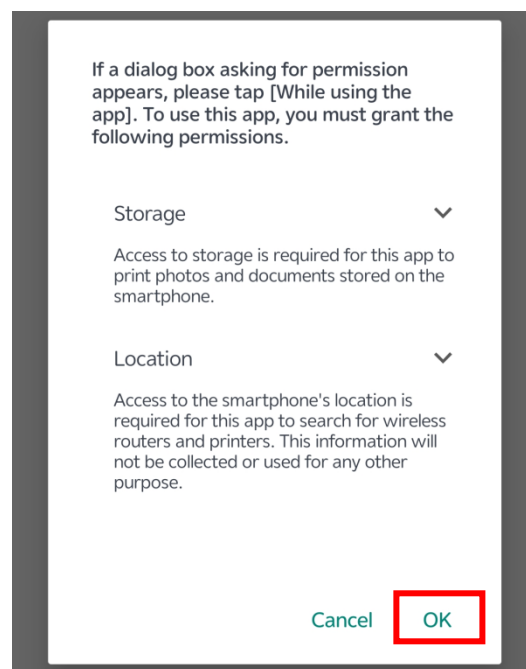 If a dialog box asking for permission
appears, please tap [While using the
app]. To use this app, you must grant the
following permissions.
Storage
Access to storage is required for this app to
print photos and documents stored on the
smartphone.
Location
Access to the smartphone's location is
required for this app to search for wireless
routers and printers. This information will
not be collected or used for any other
purpose.
Cancel OK